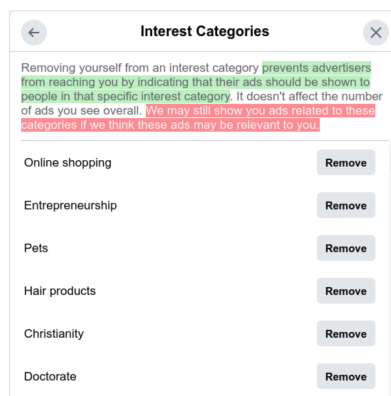 Interest Categories
Removing yourself from an interest category prevents advertisers
from reaching you by indicating that their ads should be shown to
people in that specific interest category. It doesn't affect the number
of ads you see overall. We may still show you ads related to these
categories if we think these ads may be relevant to you.
Online shopping Remove
Entrepreneurship Remove
Pets Remove
Hair products Remove
Christianity Remove
Doctorate Remove